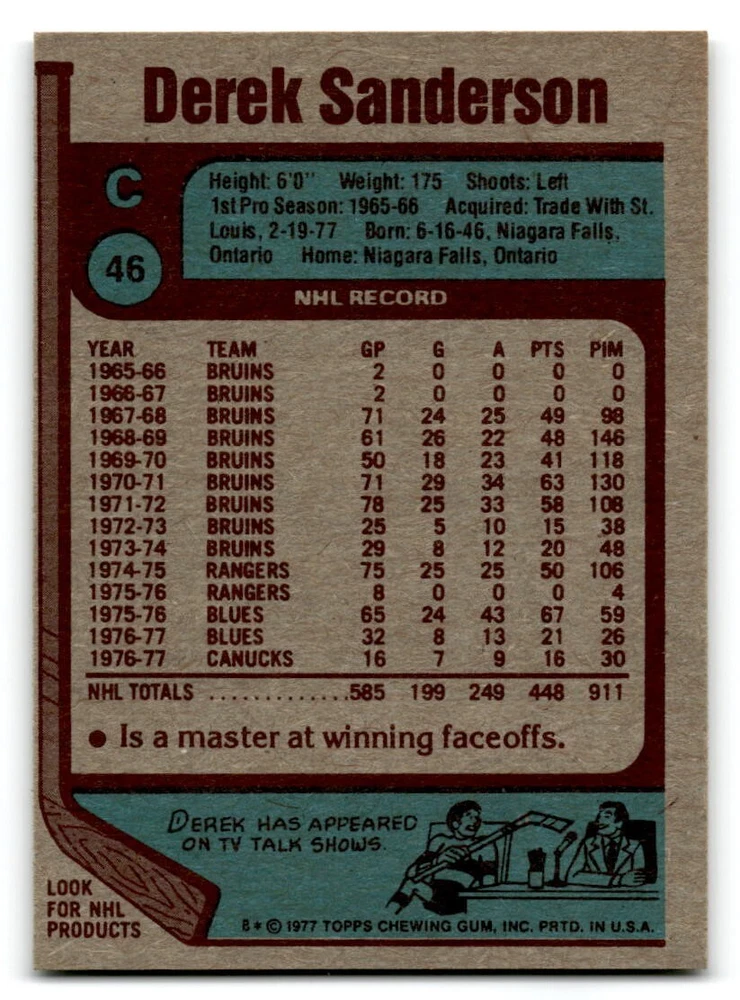 Derek Sanderson
C
46
Height: 6'0" Weight: 175 Shoots: Left
1st Pro Season: 1965-66 Acquired: Trade With St.
Louis, 2-19-77 Born: 6-16-46, Niagara Falls,
Ontario Home: Niagara Falls, Ontario
NHL RECORD
YEAR TEAM GP G A PTS PIM
1965-66 BRUINS 2 0 0 0 0
1966-67 BRUINS 2 0 0 0 0
1967-68 BRUINS 71 24 25 49 98
1968-69 BRUINS 61 26 22 48 146
1969-70 BRUINS 50 18 23 41 118
1970-71 BRUINS 71 29 34 63 130
1971-72 BRUINS 78 25 33 58 108
1972-73 BRUINS 25 5 10 15 38
1973-74 BRUINS 29 8 12 20 48
1974-75 RANGERS 75 25 25 50 106
1975-76 RANGERS 8 0 0 0 4
1975-76 BLUES 65 24 43 67 59
1976-77 BLUES 32 8 13 21 26
1976-77 CANUCKS 16 7 9 16 30
NHL TOTALS ............585 199 249 448 911
● Is a master at winning faceoffs.
DEREK HAS APPEARED
ON TV TALK SHOWS.
LOOK
FOR NHL
PRODUCTS
B * © 1977 TOPPS CHEWING GUM, INC. PRTD. IN U.S.A.